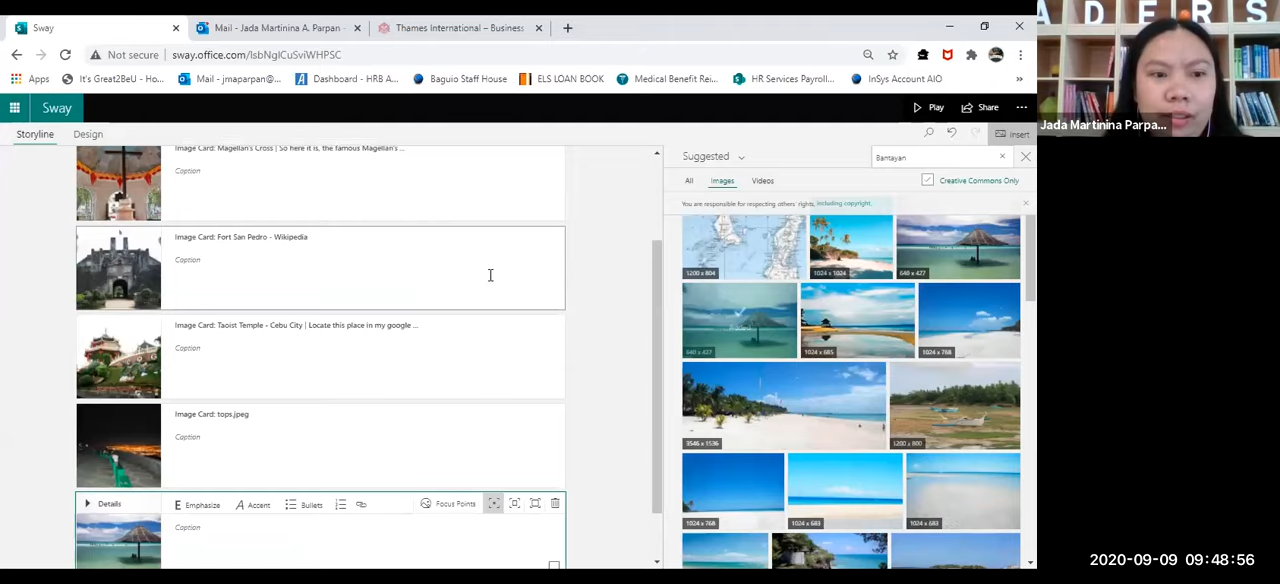 Sway
Mail - Jada Martinina A. Parpan
Thames International – Business
Not secure
sway.office.com/IsbNgICuSviWHPSC
Apps
It's Great2BeU - Ho...
Mail - jmaparpan@...
Dashboard - HRB A...
Baguio Staff House
ELS LOAN BOOK
Medical Benefit Rei...
HR Services Payroll...
InSys Account AIO
Sway
Play
Share
Storyline
Design
Insert
Image Card: Magellan's Cross | So here it is, the famous Magellan's ...
Caption
Image Card: Fort San Pedro - Wikipedia
Caption
Image Card: Taoist Temple - Cebu City | Locate this place in my google ...
Caption
Image Card: tops.jpeg
Caption
Details
Emphasize
Accent
Bullets
Focus Points
Caption
Suggested
Bantayan
All
Images
Videos
Creative Commons Only
You are responsible for respecting others' rights, including copyright.
1200 x 804
1024 x 1024
640 x 427
640 x 427
1024 x 685
1024 x 768
3546 x 1536
1200 x 800
1024 x 768
1024 x 683
1024 x 683
A D E R S
Jada Martinina Parpa...
2020-09-09 09:48:56